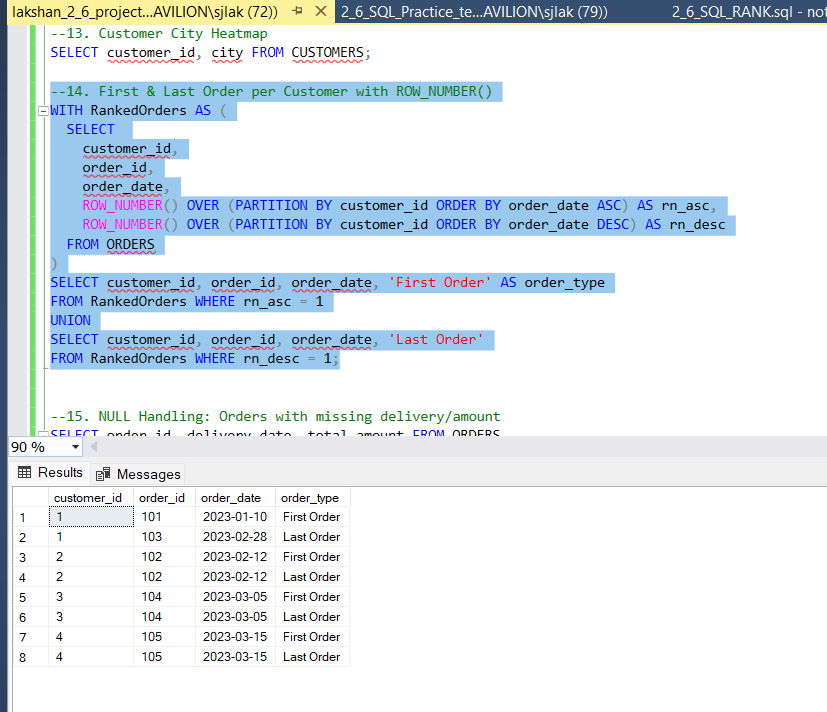 lakshan_2_6_project...AVILION\sjlak (72)) 2_6_SQL_Practice_te...AVILION\sjlak (79)) 2_6_SQL_RANK.sql - not
--13. Customer City Heatmap
SELECT customer_id, city FROM CUSTOMERS;
--14. First & Last Order per Customer with ROW_NUMBER()
WITH RankedOrders AS (
SELECT
customer_id,
order_id,
order_date,
ROW_NUMBER() OVER (PARTITION BY customer_id ORDER BY order_date ASC) AS rn_asc,
ROW_NUMBER() OVER (PARTITION BY customer_id ORDER BY order_date DESC) AS rn_desc
FROM ORDERS
)
SELECT customer_id, order_id, order_date, 'First Order' AS order_type
FROM RankedOrders WHERE rn_asc = 1
UNION
SELECT customer_id, order_id, order_date, 'Last Order'
FROM RankedOrders WHERE rn_desc = 1;
--15. NULL Handling: Orders with missing delivery/amount
SELECT order_id, delivery_date, total_amount FROM ORDERS
90 %
Results Messages
customer_id order_id order_date order_type
1 1 101 2023-01-10 First Order
2 1 103 2023-02-28 Last Order
3 2 102 2023-02-12 First Order
4 2 102 2023-02-12 Last Order
5 3 104 2023-03-05 First Order
6 3 104 2023-03-05 Last Order
7 4 105 2023-03-15 First Order
8 4 105 2023-03-15 Last Order